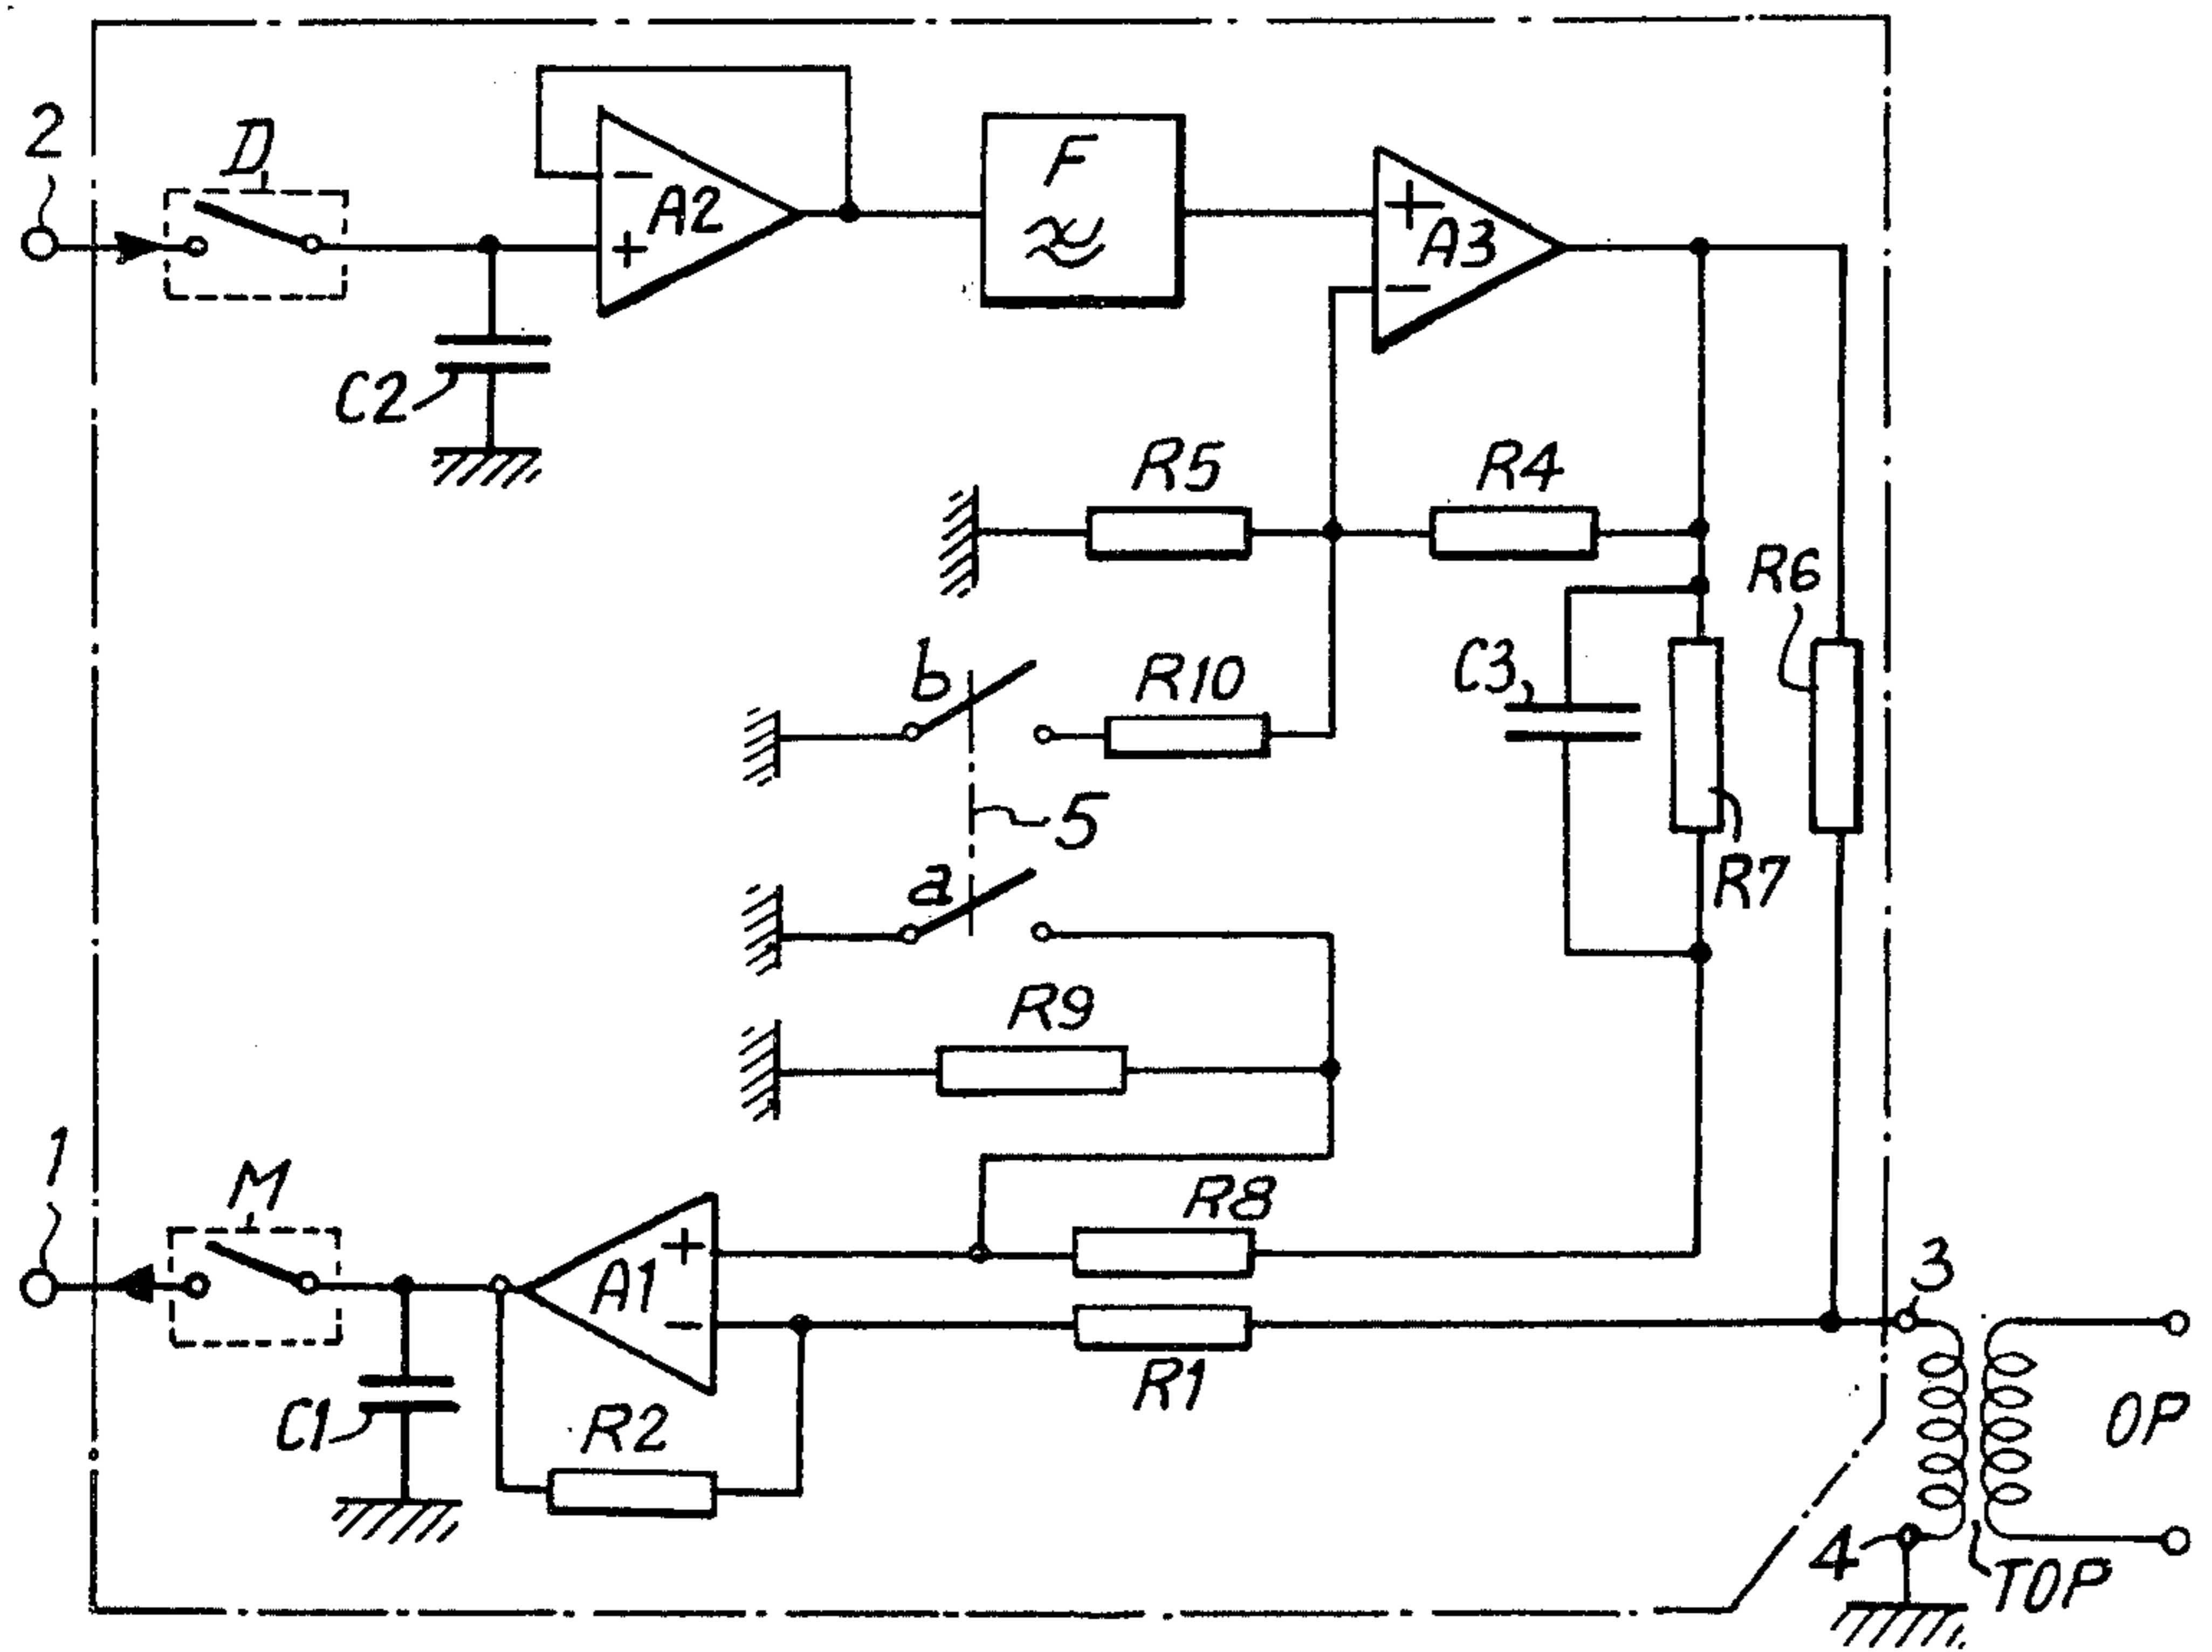 2
D
−
A2
+
F
+
A3
−
C2
R5
R4
R6
b
R10
C3
5
a
R7
R9
1
M
R8
+
A1
−
3
R1
C1
R2
OP
4
TOP